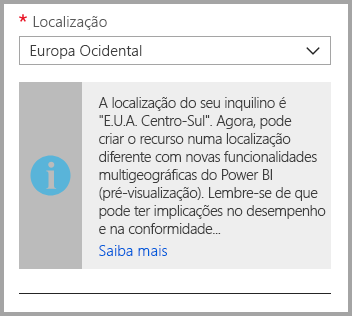 * Localização
Europa Ocidental
A localização do seu inquilino é
"E.U.A. Centro-Sul". Agora, pode
criar o recurso numa localização
diferente com novas funcionalidades
multigeográficas do Power BI
(pré-visualização). Lembre-se de que
pode ter implicações no desempenho
e na conformidade...
Saiba mais